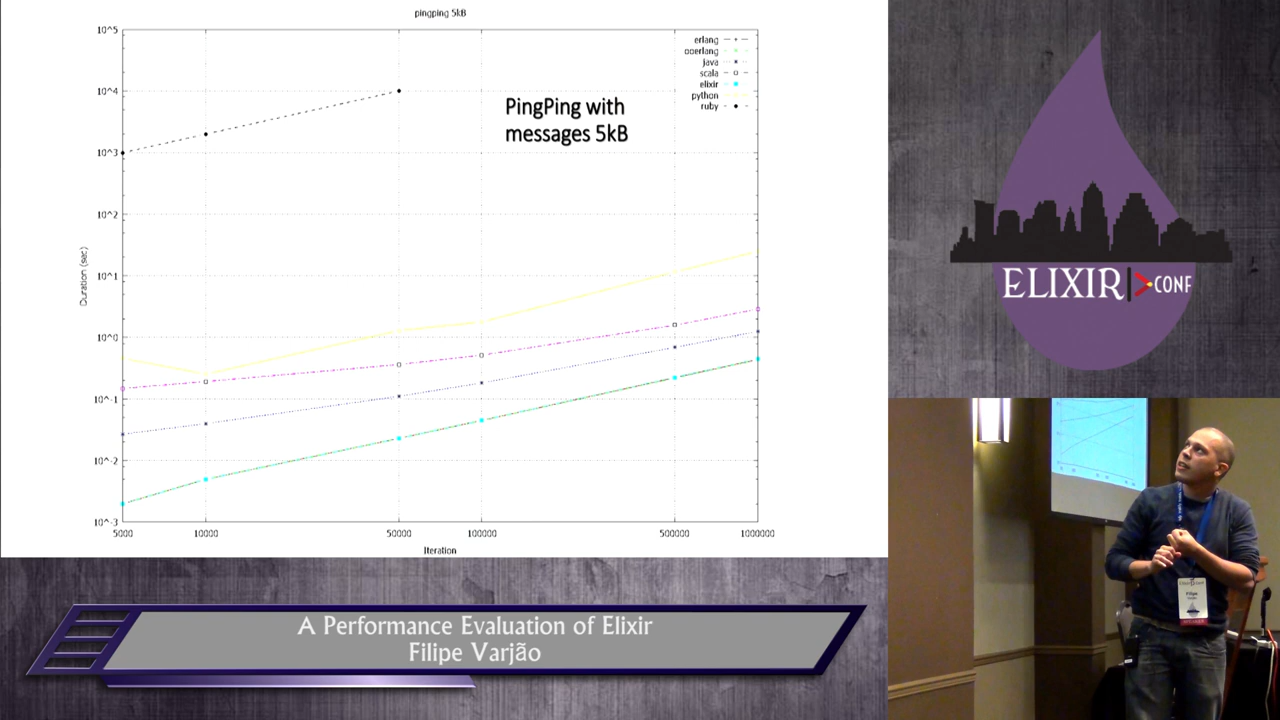 pingping 5kB
10^5
10^4
10^3
10^2
10^1
10^0
10^-1
10^-2
10^-3
Duration (sec)
5000
10000
50000
100000
500000
1000000
Iteration
erlang
ooerlang
java
scala
elixir
python
ruby
PingPing with
messages 5kB
ELIXIR
CONF
A Performance Evaluation of Elixir
Filipe Varjão
Filipe